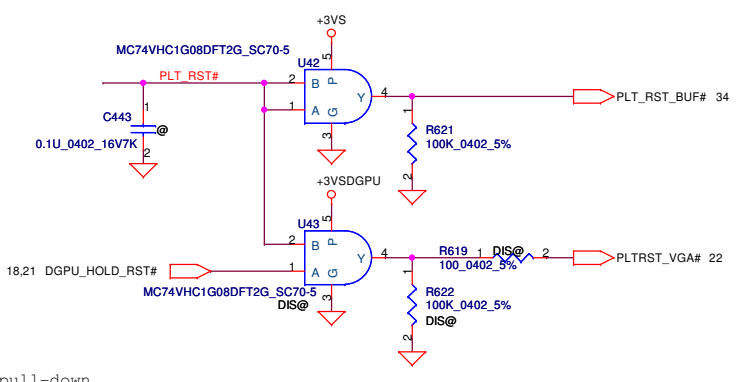 +3VS
MC74VHC1G08DFT2G_SC70-5
U42
5
PLT_RST#
2 B P
Y 4
PLT_RST_BUF# 34
1 A G
3
1
C443
@
0.1U_0402_16V7K
2
1
R621
100K_0402_5%
2
+3VSDGPU
U43
5
2 B P
Y 4
R619 1 DIS@ 2
100_0402_5%
PLTRST_VGA# 22
18,21 DGPU_HOLD_RST#
1 A G
3
MC74VHC1G08DFT2G_SC70-5
DIS@
1
R622
100K_0402_5%
DIS@
2
pull-down